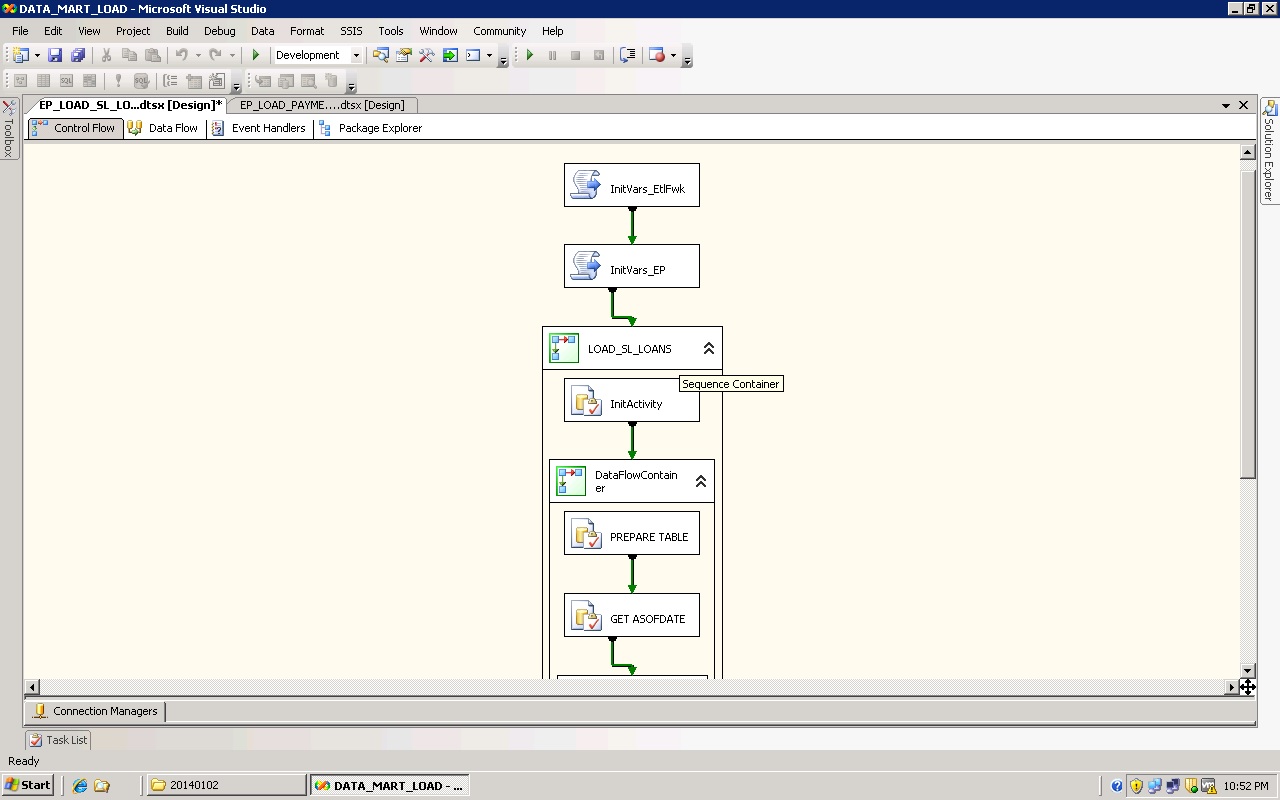 DATA_MART_LOAD - Microsoft Visual Studio
File Edit View Project Build Debug Data Format SSIS Tools Window Community Help
Development
EP_LOAD_SL_LO...dtsx [Design]* EP_LOAD_PAYME....dtsx [Design]
Control Flow Data Flow Event Handlers Package Explorer
Toolbox
Solution Explorer
InitVars_EtlFwk
InitVars_EP
LOAD_SL_LOANS
Sequence Container
InitActivity
DataFlowContain
er
PREPARE TABLE
GET ASOFDATE
Connection Managers
Task List
Ready
Start 20140102 DATA_MART_LOAD - ... 10:52 PM